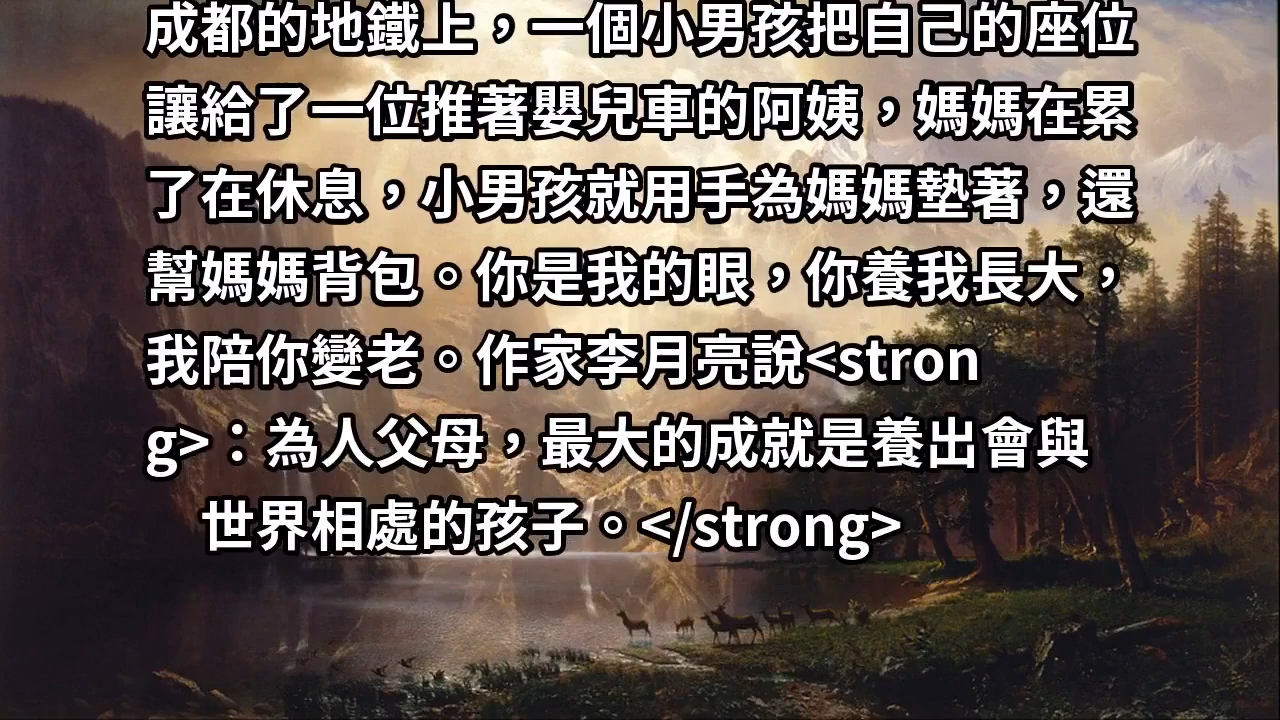 成都的地鐵上，一個小男孩把自己的座位
讓給了一位推著嬰兒車的阿姨，媽媽在累
了在休息，小男孩就用手為媽媽墊著，還
幫媽媽背包。你是我的眼，你養我長大，
我陪你變老。作家李月亮說<stron
g>：為人父母，最大的成就是養出會與
世界相處的孩子。</strong>